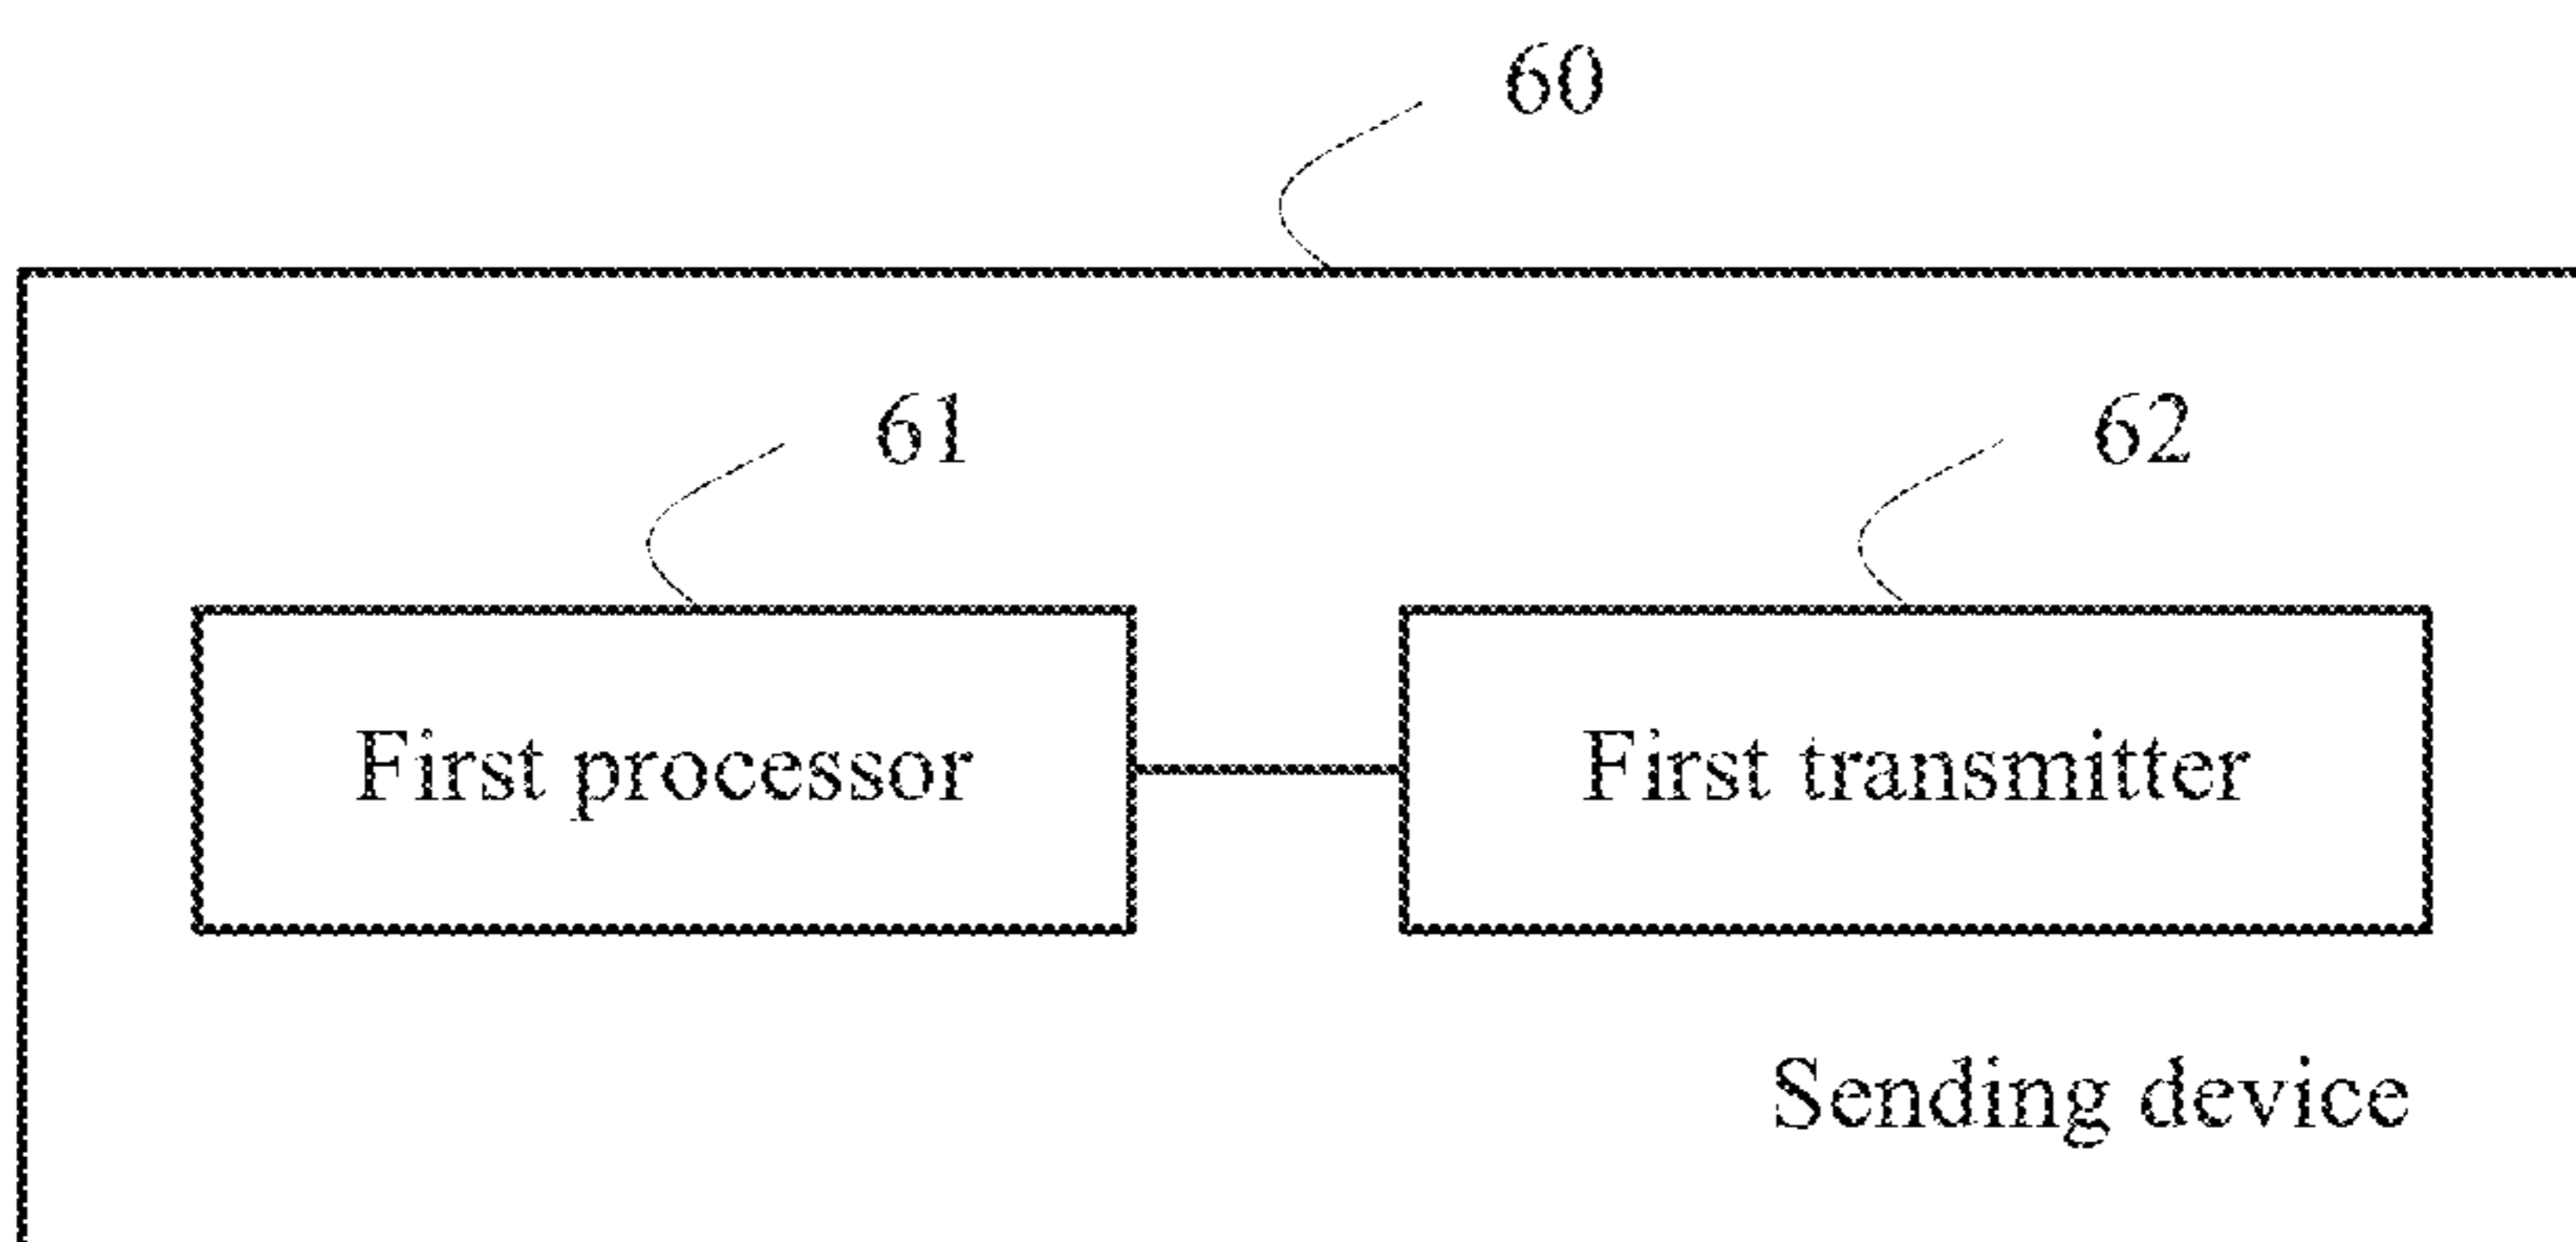 60
61
62
First processor
First transmitter
Sending device